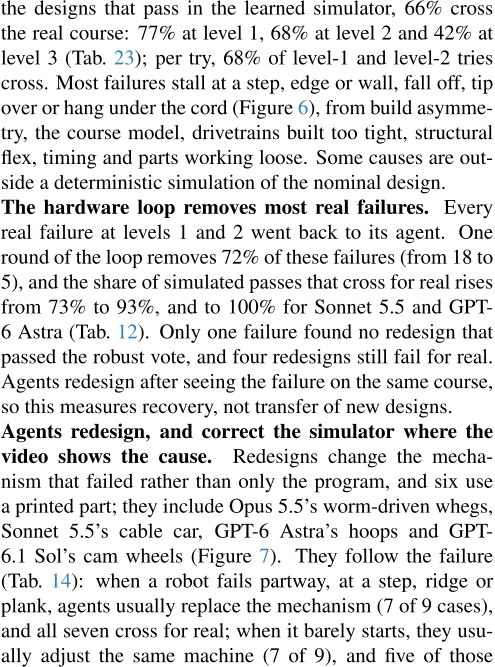 the designs that pass in the learned simulator, 66% cross
the real course: 77% at level 1, 68% at level 2 and 42% at
level 3 (Tab. 23); per try, 68% of level-1 and level-2 tries
cross. Most failures stall at a step, edge or wall, fall off, tip
over or hang under the cord (Figure 6), from build asymme-
try, the course model, drivetrains built too tight, structural
flex, timing and parts working loose. Some causes are out-
side a deterministic simulation of the nominal design.
The hardware loop removes most real failures. Every
real failure at levels 1 and 2 went back to its agent. One
round of the loop removes 72% of these failures (from 18 to
5), and the share of simulated passes that cross for real rises
from 73% to 93%, and to 100% for Sonnet 5.5 and GPT-
6 Astra (Tab. 12). Only one failure found no redesign that
passed the robust vote, and four redesigns still fail for real.
Agents redesign after seeing the failure on the same course,
so this measures recovery, not transfer of new designs.
Agents redesign, and correct the simulator where the
video shows the cause. Redesigns change the mecha-
nism that failed rather than only the program, and six use
a printed part; they include Opus 5.5's worm-driven whegs,
Sonnet 5.5's cable car, GPT-6 Astra's hoops and GPT-
6.1 Sol's cam wheels (Figure 7). They follow the failure
(Tab. 14): when a robot fails partway, at a step, ridge or
plank, agents usually replace the mechanism (7 of 9 cases),
and all seven cross for real; when it barely starts, they usu-
ally adjust the same machine (7 of 9), and five of those